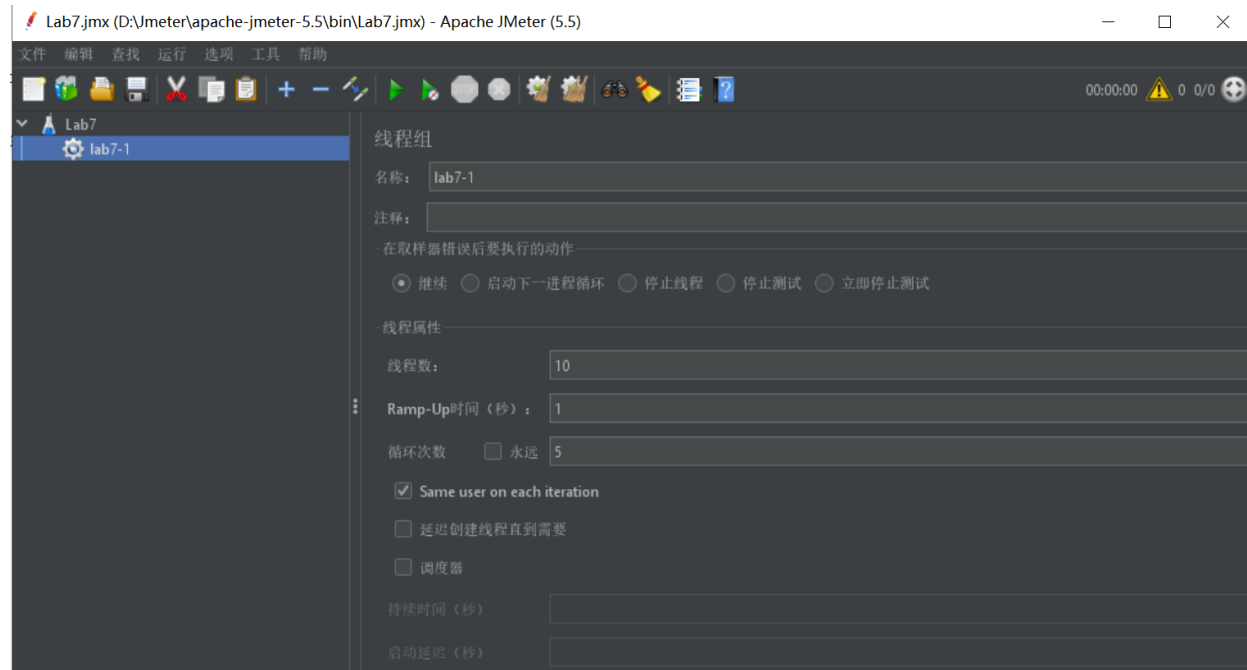 Lab7.jmx (D:\Jmeter\apache-jmeter-5.5\bin\Lab7.jmx) - Apache JMeter (5.5)
文件 编辑 查找 运行 选项 工具 帮助
00:00:00 0 0/0
Lab7
lab7-1
线程组
名称： lab7-1
注释：
在取样器错误后要执行的动作
继续 启动下一进程循环 停止线程 停止测试 立即停止测试
线程属性
线程数： 10
Ramp-Up时间（秒）： 1
循环次数 永远 5
Same user on each iteration
延迟创建线程直到需要
调度器
持续时间（秒）
启动延迟（秒）